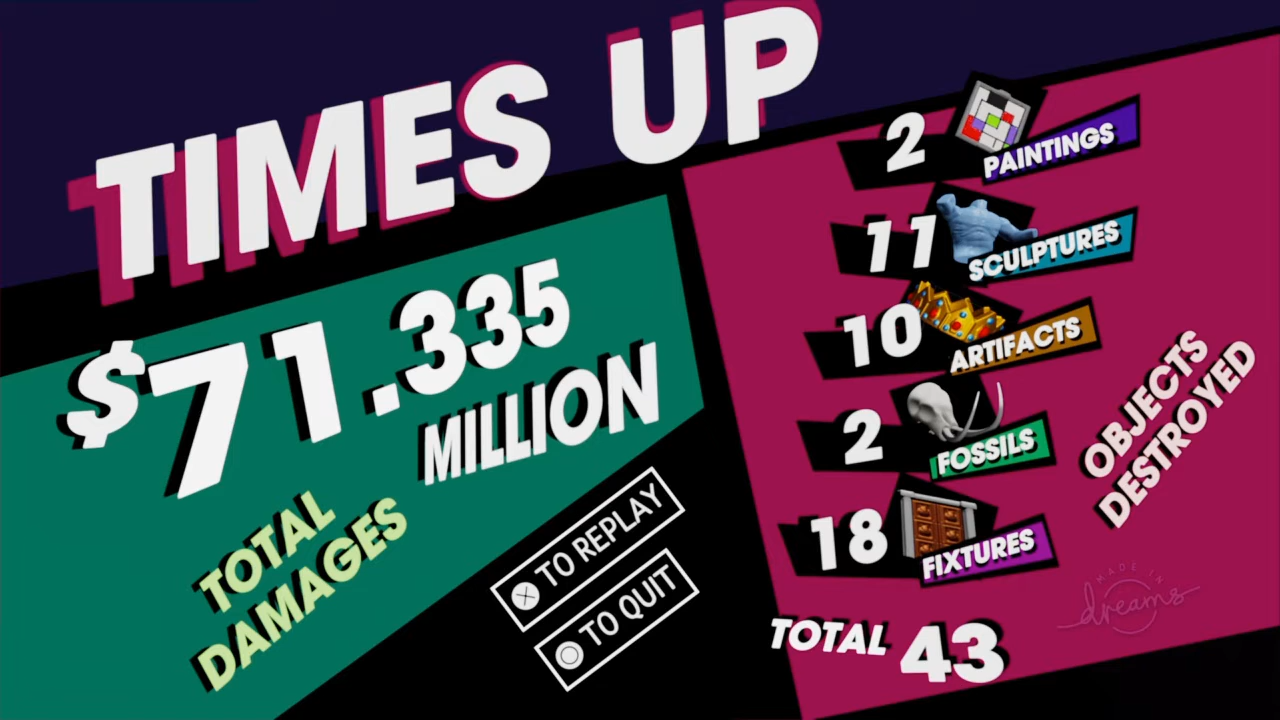 TIMES UP
$71.335
MILLION
TOTAL
DAMAGES
TO REPLAY
TO QUIT
2 PAINTINGS
11 SCULPTURES
10 ARTIFACTS
2 FOSSILS
18 FIXTURES
TOTAL 43
OBJECTS
DESTROYED
MADE IN
dreams